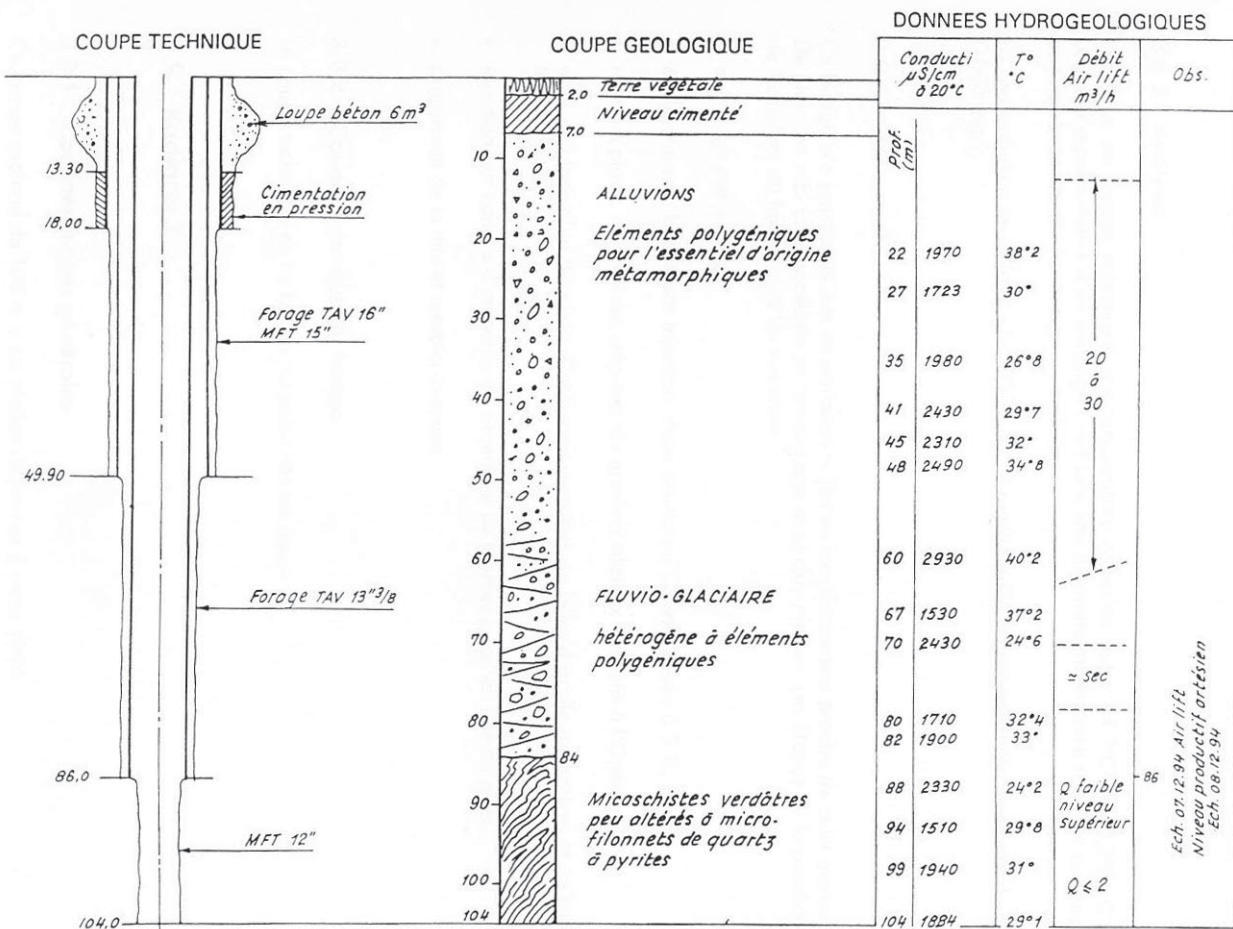 COUPE TECHNIQUE
Loupe béton 6m³
13.30
Cimentation
en pression
18,00
Forage TAV 16"
MFT 15"
49.90
Forage TAV 13"3/8
86,0
MFT 12"
104.0
COUPE GEOLOGIQUE
Terre végétale
2.0
Niveau cimenté
7.0
10
ALLUVIONS
20
Eléments polygéniques
pour l'essentiel d'origine
métamorphiques
30
40
50
60
FLUVIO-GLACIAIRE
70
hétérogène à éléments
polygéniques
80
84
90
Micaschistes verdâtres
peu altérés à micro-
filonnets de quartz
à pyrites
100
104
DONNEES HYDROGEOLOGIQUES
Conducti
µS/cm
à 20°C
T°
°C
Débit
Air lift
m³/h
Obs.
Prof.
(m)
22 1970 38°2
27 1723 30°
35 1980 26°8
41 2430 29°7
45 2310 32°
48 2490 34°8
60 2930 40°2
67 1530 37°2
70 2430 24°6
80 1710 32°4
82 1900 33°
88 2330 24°2
94 1510 29°8
99 1940 31°
104 1884 29°1
20
à
30
≃ sec
Q faible
niveau
supérieur
Q ≤ 2
86
Ech. 07.12.94 Air lift
Niveau productif artésien
Ech. 08.12.94